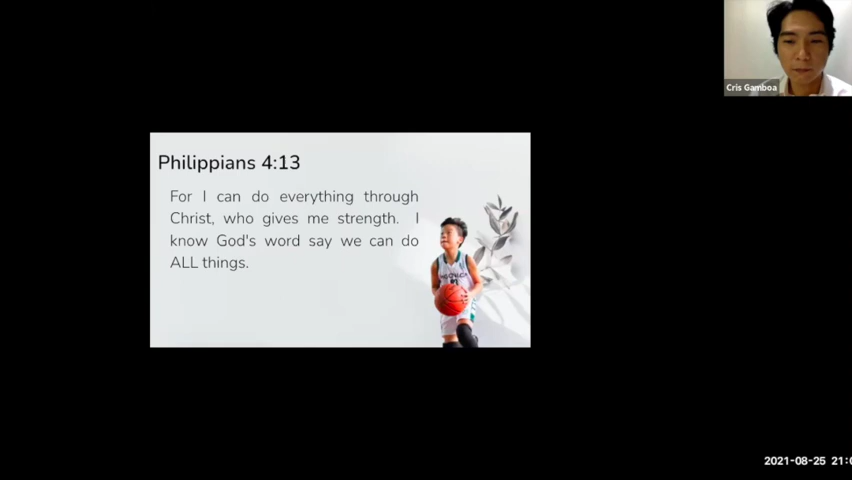 Cris Gamboa
Philippians 4:13
For I can do everything through
Christ, who gives me strength. I
know God's word say we can do
ALL things.
2021-08-25 21:0